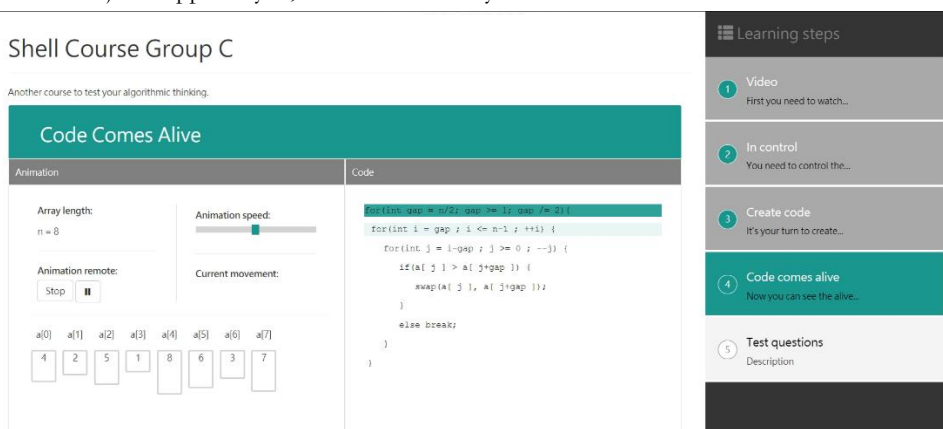 Shell Course Group C
Another course to test your algorithmic thinking.
Code Comes Alive
Animation
Array length:
n = 8
Animation speed:
Animation remote:
Stop
Current movement:
a[0] a[1] a[2] a[3] a[4] a[5] a[6] a[7]
4 2 5 1 8 6 3 7
Code
for(int gap = n/2; gap >= 1; gap /= 2){
for(int i = gap ; i <= n-1 ; ++i) {
for(int j = i-gap ; j >= 0 ; --j) {
if(a[ j ] > a[ j+gap ]) {
swap(a[ j ], a[ j+gap ]);
}
else break;
}
}
Learning steps
1 Video
First you need to watch...
2 In control
You need to control the...
3 Create code
It's your turn to create...
4 Code comes alive
Now you can see the alive...
5 Test questions
Description